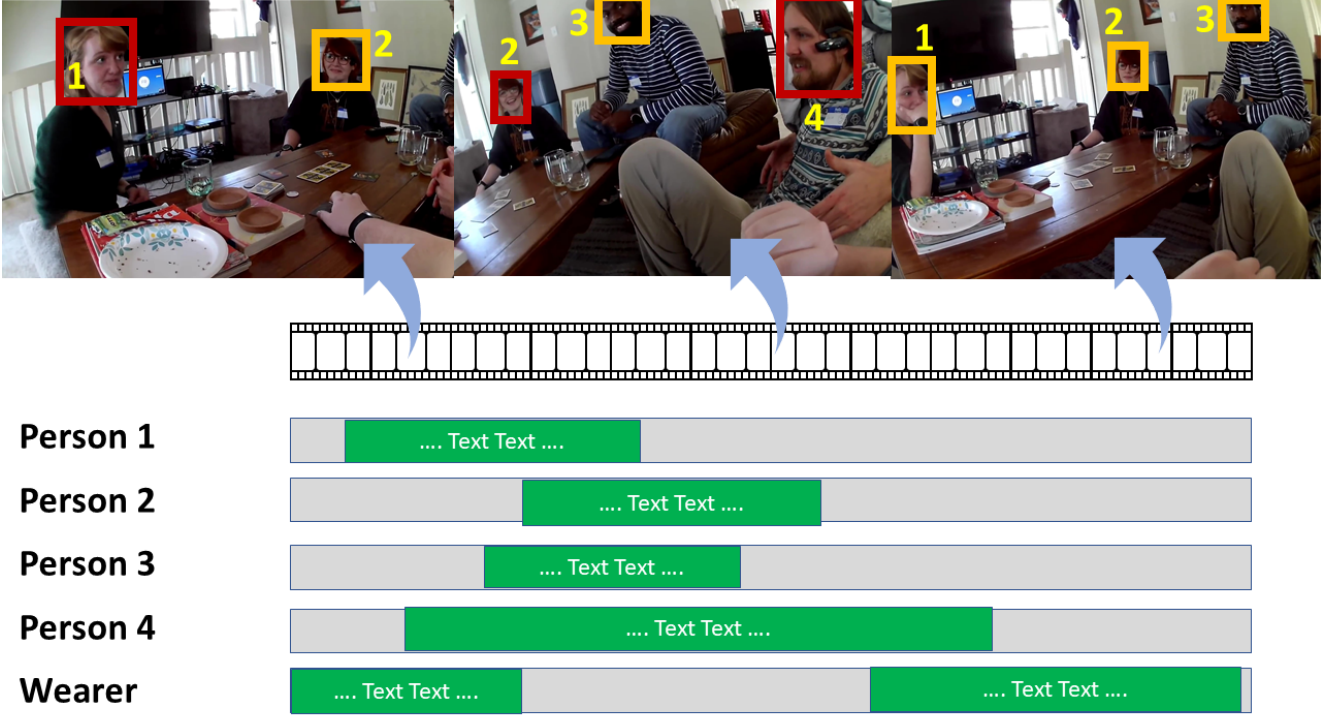 1
2
2
3
4
1
2
3
Person 1
.... Text Text ....
Person 2
.... Text Text ....
Person 3
.... Text Text ....
Person 4
.... Text Text ....
Wearer
.... Text Text ....
.... Text Text ....